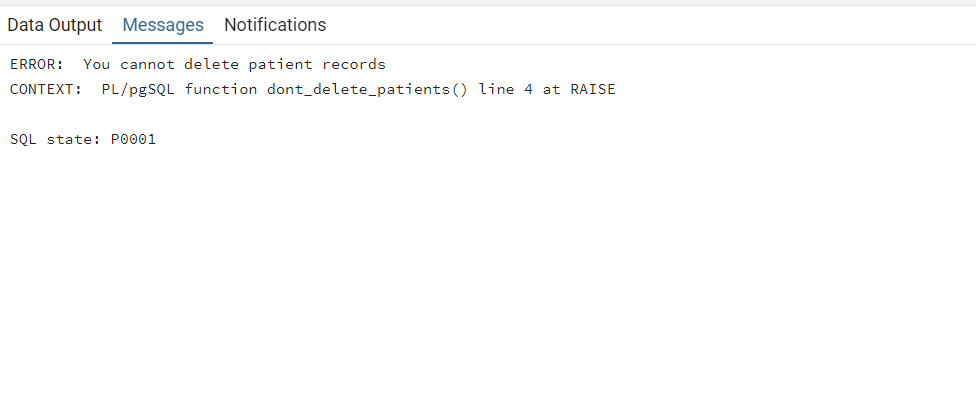 Data Output Messages Notifications
ERROR:  You cannot delete patient records
CONTEXT:  PL/pgSQL function dont_delete_patients() line 4 at RAISE
SQL state: P0001